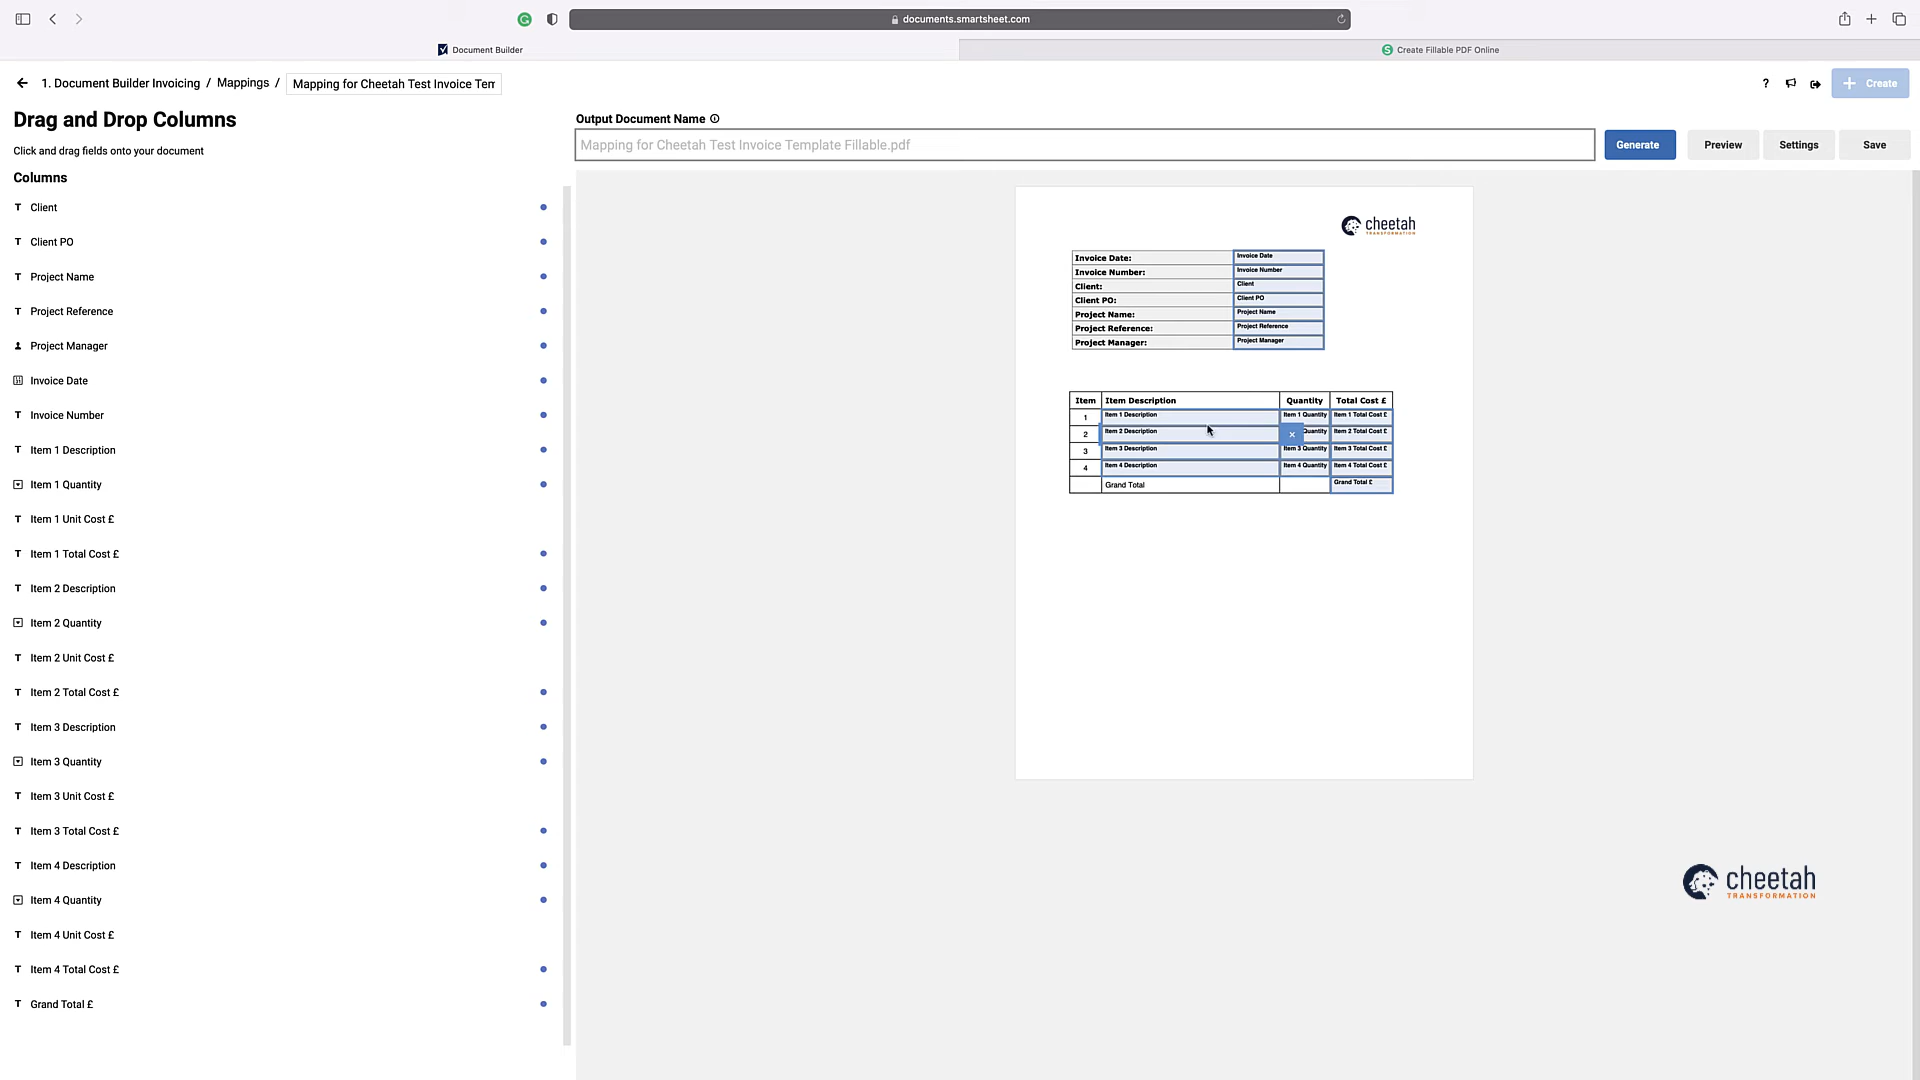 documents.smartsheet.com
Document Builder
Create Fillable PDF Online
1. Document Builder Invoicing / Mappings / Mapping for Cheetah Test Invoice Tem
? + Create
Drag and Drop Columns
Click and drag fields onto your document
Columns
T Client
T Client PO
T Project Name
T Project Reference
Project Manager
Invoice Date
T Invoice Number
T Item 1 Description
Item 1 Quantity
T Item 1 Unit Cost £
T Item 1 Total Cost £
T Item 2 Description
Item 2 Quantity
T Item 2 Unit Cost £
T Item 2 Total Cost £
T Item 3 Description
Item 3 Quantity
T Item 3 Unit Cost £
T Item 3 Total Cost £
T Item 4 Description
Item 4 Quantity
T Item 4 Unit Cost £
T Item 4 Total Cost £
T Grand Total £
Output Document Name
Mapping for Cheetah Test Invoice Template Fillable.pdf
Generate Preview Settings Save
cheetah
TRANSFORMATION
Invoice Date: Invoice Date
Invoice Number: Invoice Number
Client: Client
Client PO: Client PO
Project Name: Project Name
Project Reference: Project Reference
Project Manager: Project Manager
Item Item Description Quantity Total Cost £
1 Item 1 Description Item 1 Quantity Item 1 Total Cost £
2 Item 2 Description × Quantity Item 2 Total Cost £
3 Item 3 Description Item 3 Quantity Item 3 Total Cost £
4 Item 4 Description Item 4 Quantity Item 4 Total Cost £
Grand Total Grand Total £
cheetah
TRANSFORMATION